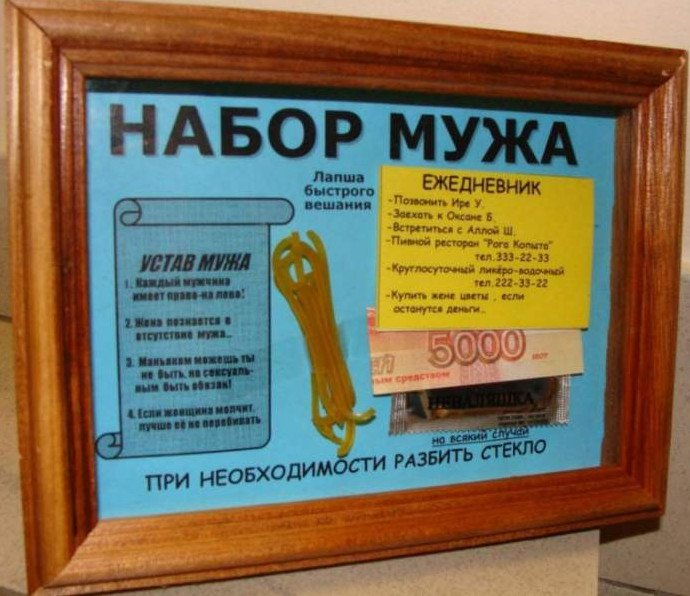 НАБОР МУЖА
Лапша
быстрого
вешания
ЕЖЕДНЕВНИК
-Позвонить Ире У.
-Заехать к Оксане Б.
-Встретиться с Аллой Ш.
-Пивной ресторан "Рога Копыта"
тел.333-22-33
-Круглосуточный ликёро-водочный
тел.222-33-22
-Купить жене цветы , если
останутся деньги..
УСТАВ МУЖА
1. Каждый мужчина
имеет право-на лево!
2. Жена познается в
отсутствие мужа..
3. Маньяком можешь ты
не быть, но сексуаль-
ным быть обязан!
4. Если женщина молчит,
лучше её не перебивать
5000
ым средством
НЕВАЛЯШКА
на всякий случай
ПРИ НЕОБХОДИМОСТИ РАЗБИТЬ СТЕКЛО